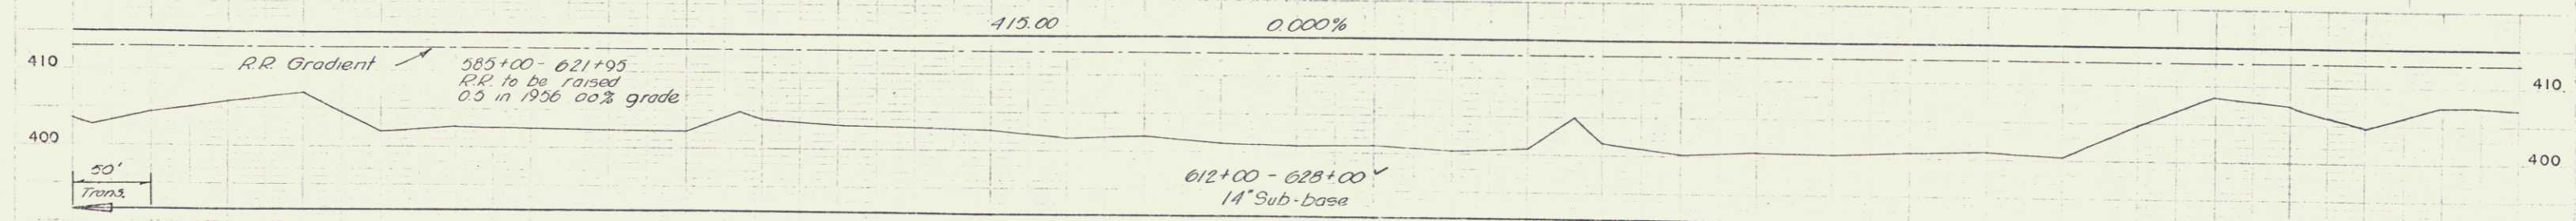 415.00 0.000%
410
R.R. Gradient
585+00 - 621+95
R.R. to be raised
0.5 in 1956 00% grade
410
400
400
50'
Trans.
612+00 - 628+00 ✓
14" Sub-base